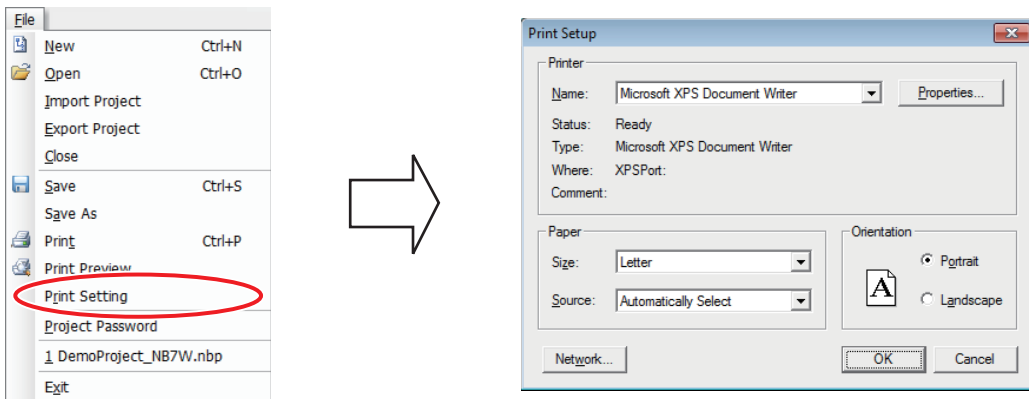 File
New Ctrl+N
Open Ctrl+O
Import Project
Export Project
Close
Save Ctrl+S
Save As
Print Ctrl+P
Print Preview
Print Setting
Project Password
1 DemoProject_NB7W.nbp
Exit
Print Setup
Printer
Name: Microsoft XPS Document Writer Properties...
Status: Ready
Type: Microsoft XPS Document Writer
Where: XPSPort:
Comment:
Paper Orientation
Size: Letter Portrait
A
Source: Automatically Select Landscape
Network... OK Cancel